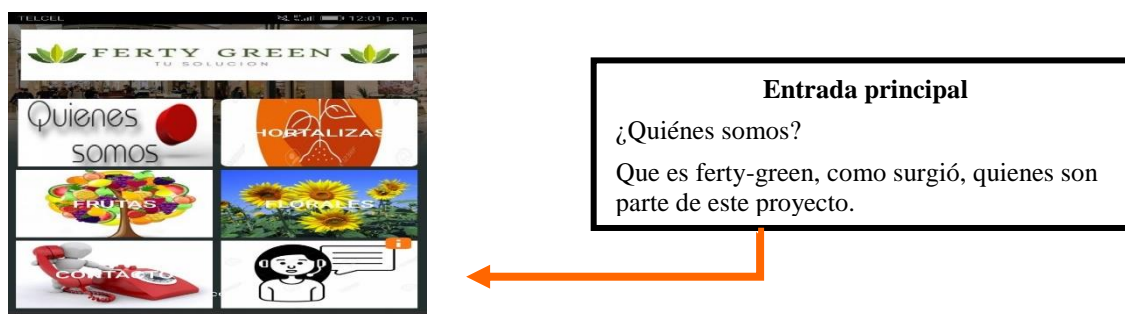 TELCEL 12:01 p. m.
FERTY GREEN
TU SOLUCION
Quienes
somos
HORTALIZAS
FRUTAS
FLORALES
CONTACTO
i
Entrada principal
¿Quiénes somos?
Que es ferty-green, como surgió, quienes son
parte de este proyecto.